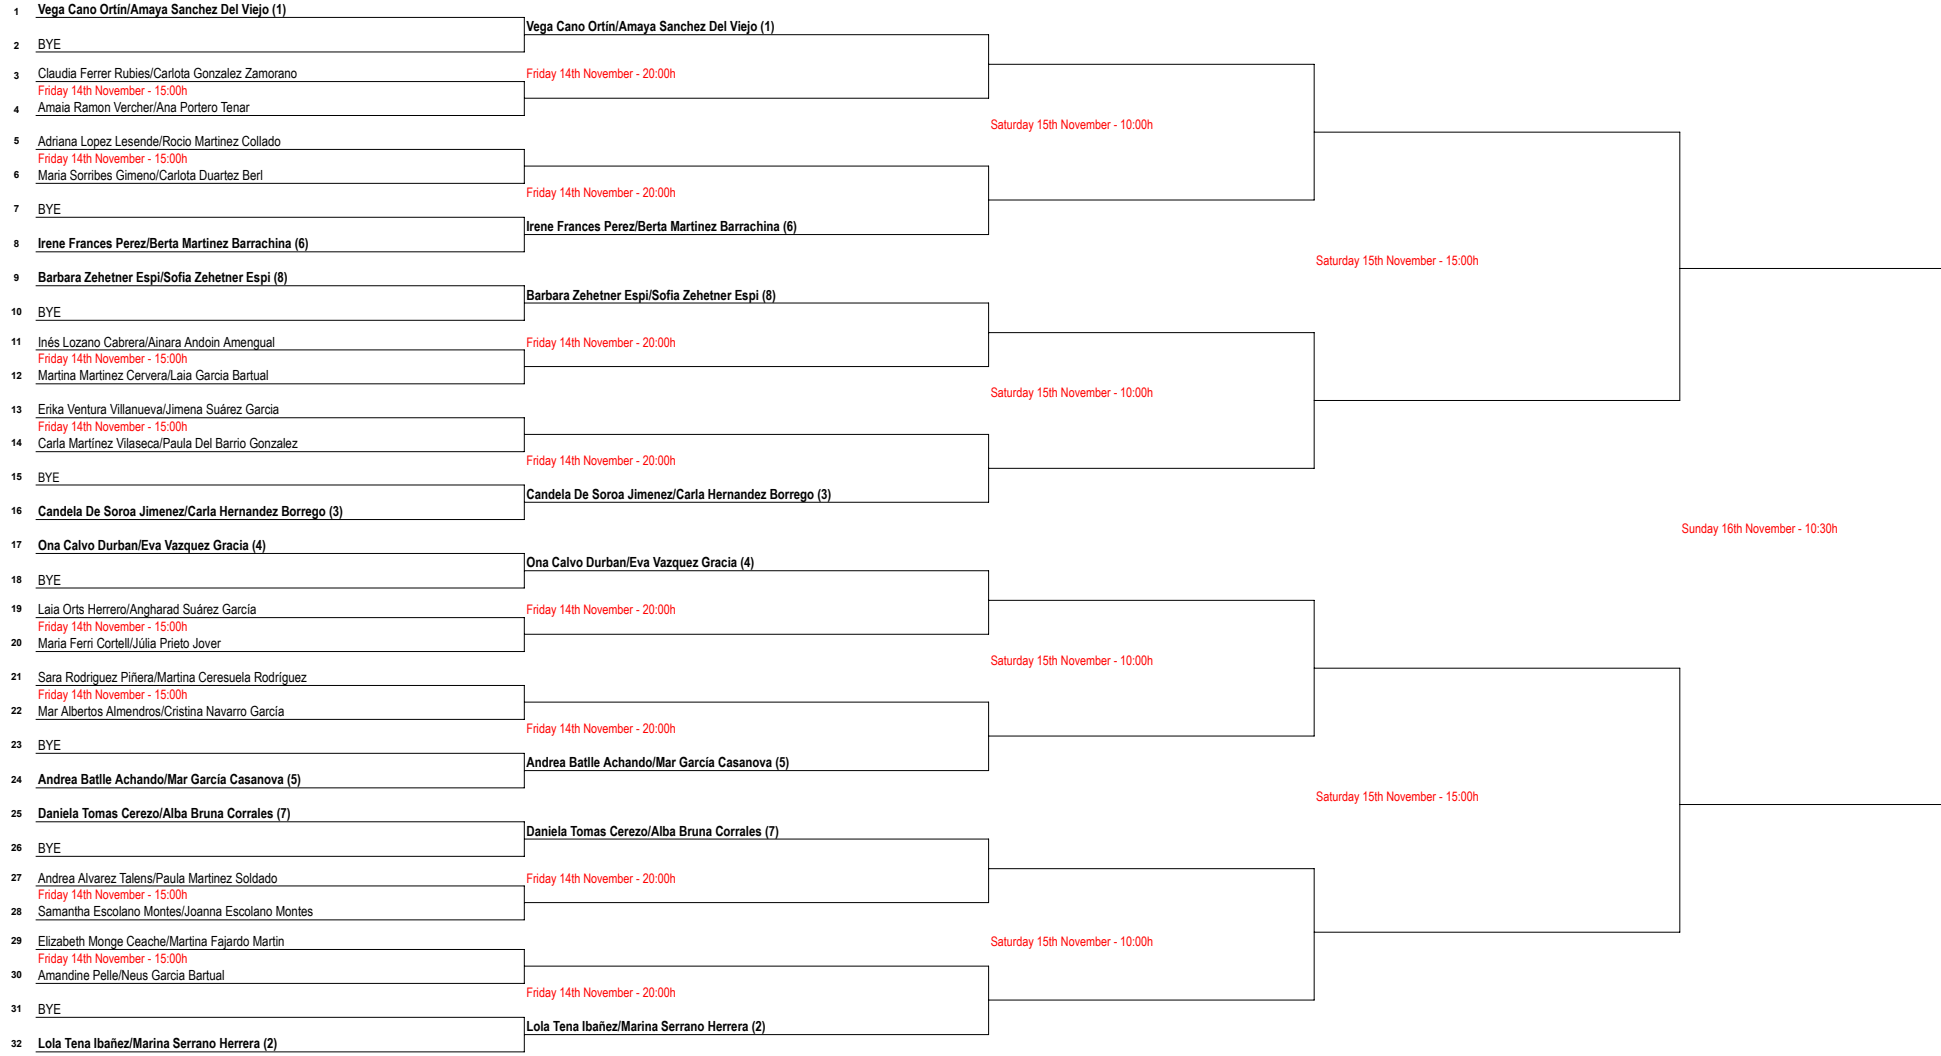 1 Vega Cano Ortín/Amaya Sanchez Del Viejo (1)
Vega Cano Ortín/Amaya Sanchez Del Viejo (1)
2 BYE
3 Claudia Ferrer Rubies/Carlota Gonzalez Zamorano
Friday 14th November - 20:00h
Friday 14th November - 15:00h
4 Amaia Ramon Vercher/Ana Portero Tenar
Saturday 15th November - 10:00h
5 Adriana Lopez Lesende/Rocio Martinez Collado
Friday 14th November - 15:00h
6 Maria Sorribes Gimeno/Carlota Duartez Berl
Friday 14th November - 20:00h
7 BYE
Irene Frances Perez/Berta Martinez Barrachina (6)
8 Irene Frances Perez/Berta Martinez Barrachina (6)
Saturday 15th November - 15:00h
9 Barbara Zehetner Espi/Sofia Zehetner Espi (8)
Barbara Zehetner Espi/Sofia Zehetner Espi (8)
10 BYE
11 Inés Lozano Cabrera/Ainara Andoin Amengual
Friday 14th November - 20:00h
Friday 14th November - 15:00h
12 Martina Martinez Cervera/Laia Garcia Bartual
Saturday 15th November - 10:00h
13 Erika Ventura Villanueva/Jimena Suárez Garcia
Friday 14th November - 15:00h
14 Carla Martínez Vilaseca/Paula Del Barrio Gonzalez
Friday 14th November - 20:00h
15 BYE
Candela De Soroa Jimenez/Carla Hernandez Borrego (3)
16 Candela De Soroa Jimenez/Carla Hernandez Borrego (3)
Sunday 16th November - 10:30h
17 Ona Calvo Durban/Eva Vazquez Gracia (4)
Ona Calvo Durban/Eva Vazquez Gracia (4)
18 BYE
19 Laia Orts Herrero/Angharad Suárez García
Friday 14th November - 20:00h
Friday 14th November - 15:00h
20 Maria Ferri Cortell/Júlia Prieto Jover
Saturday 15th November - 10:00h
21 Sara Rodriguez Piñera/Martina Ceresuela Rodríguez
Friday 14th November - 15:00h
22 Mar Albertos Almendros/Cristina Navarro García
Friday 14th November - 20:00h
23 BYE
Andrea Batlle Achando/Mar García Casanova (5)
24 Andrea Batlle Achando/Mar García Casanova (5)
Saturday 15th November - 15:00h
25 Daniela Tomas Cerezo/Alba Bruna Corrales (7)
Daniela Tomas Cerezo/Alba Bruna Corrales (7)
26 BYE
27 Andrea Alvarez Talens/Paula Martinez Soldado
Friday 14th November - 20:00h
Friday 14th November - 15:00h
28 Samantha Escolano Montes/Joanna Escolano Montes
29 Elizabeth Monge Ceache/Martina Fajardo Martin
Saturday 15th November - 10:00h
Friday 14th November - 15:00h
30 Amandine Pelle/Neus Garcia Bartual
Friday 14th November - 20:00h
31 BYE
Lola Tena Ibañez/Marina Serrano Herrera (2)
32 Lola Tena Ibañez/Marina Serrano Herrera (2)